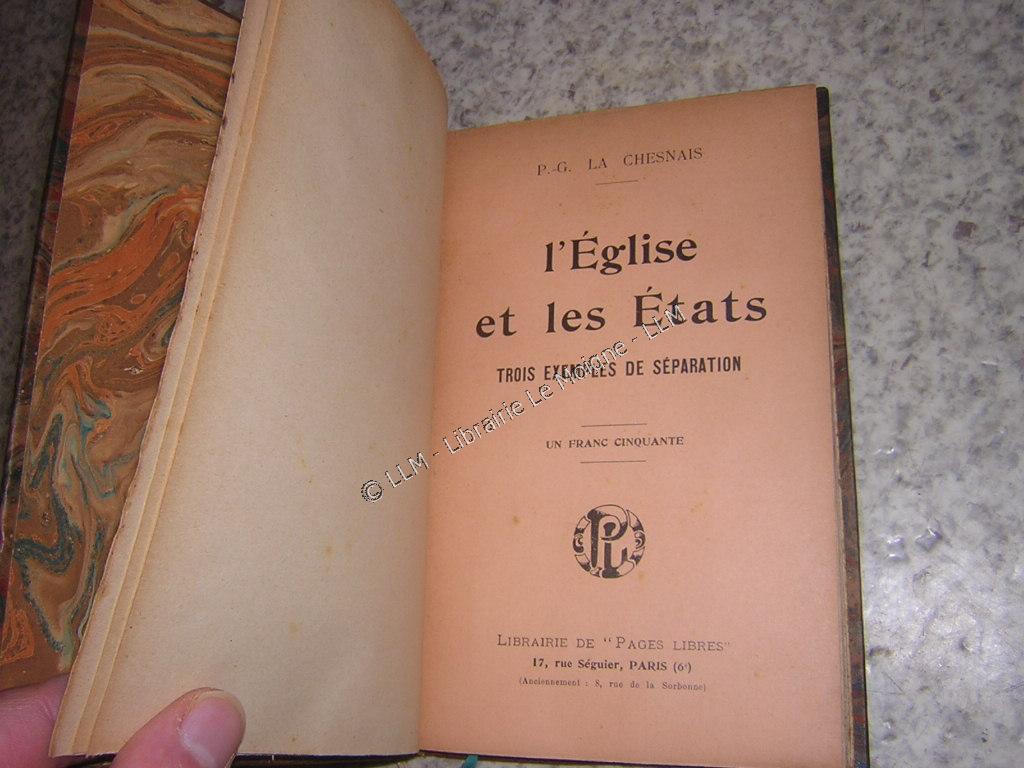 P.-G. LA CHESNAIS
l'Église
et les États
TROIS EXEMPLES DE SÉPARATION
UN FRANC CINQUANTE
PL
LIBRAIRIE DE "PAGES LIBRES"
17, rue Séguier, PARIS (6e)
(Anciennement : 8, rue de la Sorbonne)
© LLM - Librairie Le Moigne - LLM